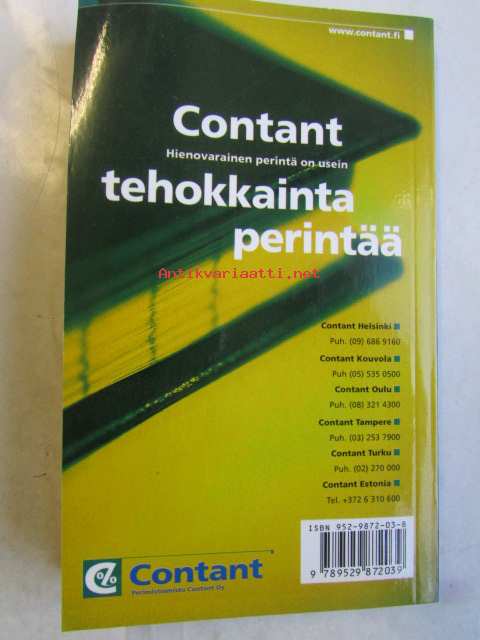 www.contant.fi
Contant
Hienovarainen perintä on usein
tehokkainta
perintää
Antikvariaatti.net
Contant Helsinki
Puh. (09) 686 9160
Contant Kouvola
Puh (05) 535 0500
Contant Oulu
Puh. (08) 321 4300
Contant Tampere
Puh. (03) 253 7900
Contant Turku
Puh. (02) 270 000
Contant Estonia
Tel. +372 6 310 600
ISBN 952-9872-03-8
9 789529 872039
%
Contant
Perimistoimisto Contant Oy